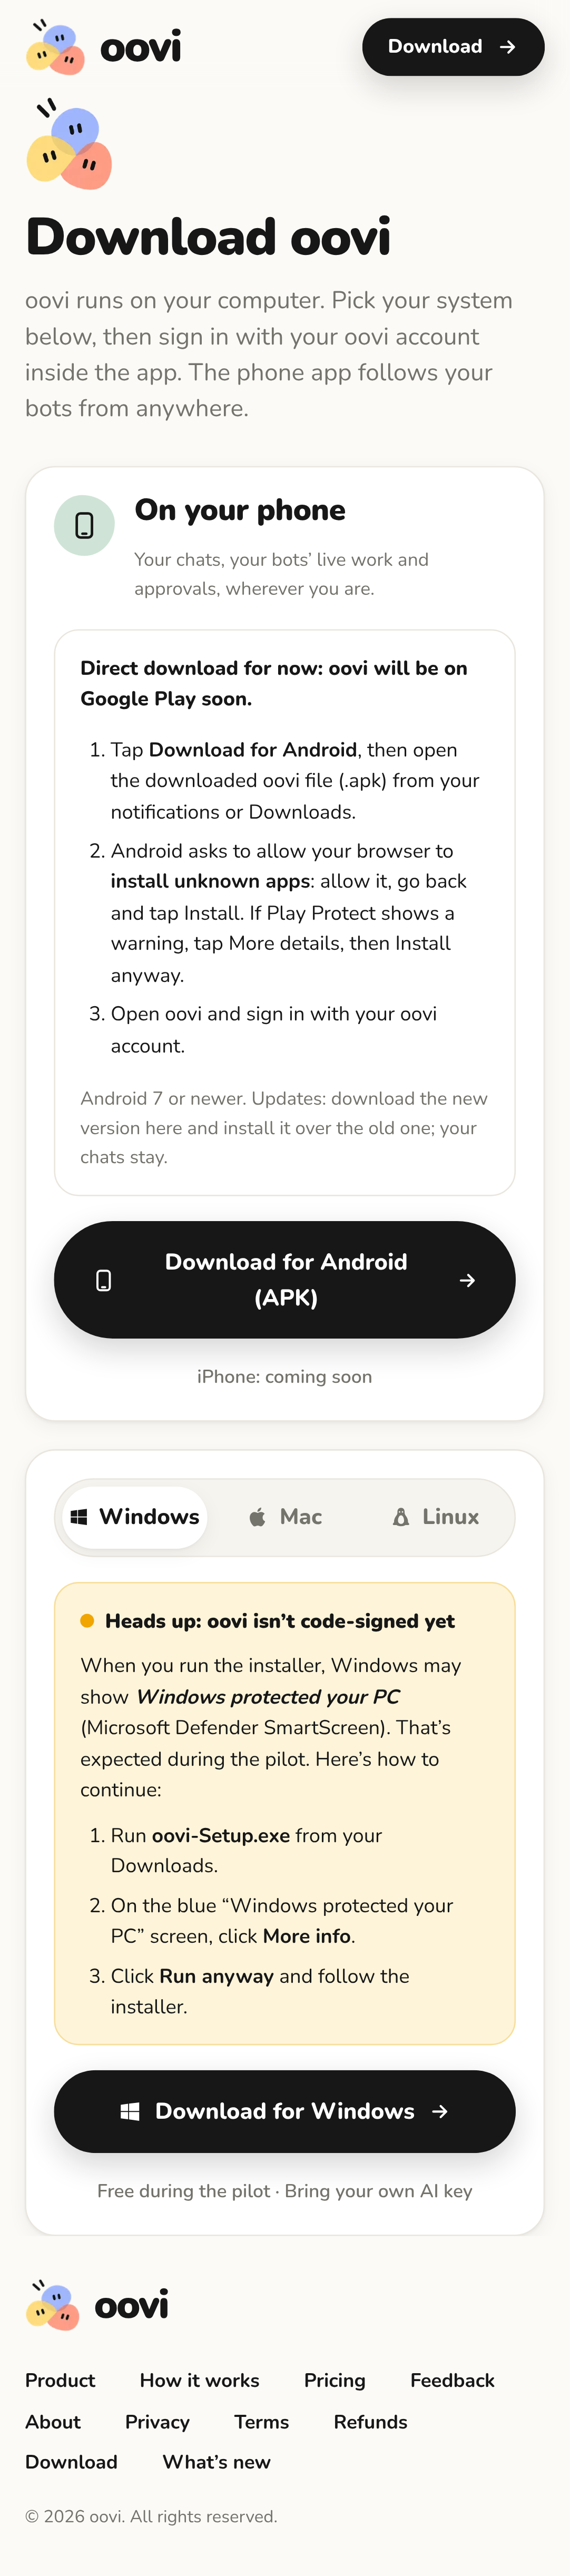 oovi
Download →
Download oovi
oovi runs on your computer. Pick your system
below, then sign in with your oovi account
inside the app. The phone app follows your
bots from anywhere.
On your phone
Your chats, your bots’ live work and
approvals, wherever you are.
Direct download for now: oovi will be on
Google Play soon.
1. Tap Download for Android, then open
the downloaded oovi file (.apk) from your
notifications or Downloads.
2. Android asks to allow your browser to
install unknown apps: allow it, go back
and tap Install. If Play Protect shows a
warning, tap More details, then Install
anyway.
3. Open oovi and sign in with your oovi
account.
Android 7 or newer. Updates: download the new
version here and install it over the old one; your
chats stay.
Download for Android
(APK) →
iPhone: coming soon
Windows Mac Linux
Heads up: oovi isn’t code-signed yet
When you run the installer, Windows may
show Windows protected your PC
(Microsoft Defender SmartScreen). That’s
expected during the pilot. Here’s how to
continue:
1. Run oovi-Setup.exe from your
Downloads.
2. On the blue “Windows protected your
PC” screen, click More info.
3. Click Run anyway and follow the
installer.
Download for Windows →
Free during the pilot · Bring your own AI key
oovi
Product How it works Pricing Feedback
About Privacy Terms Refunds
Download What’s new
© 2026 oovi. All rights reserved.